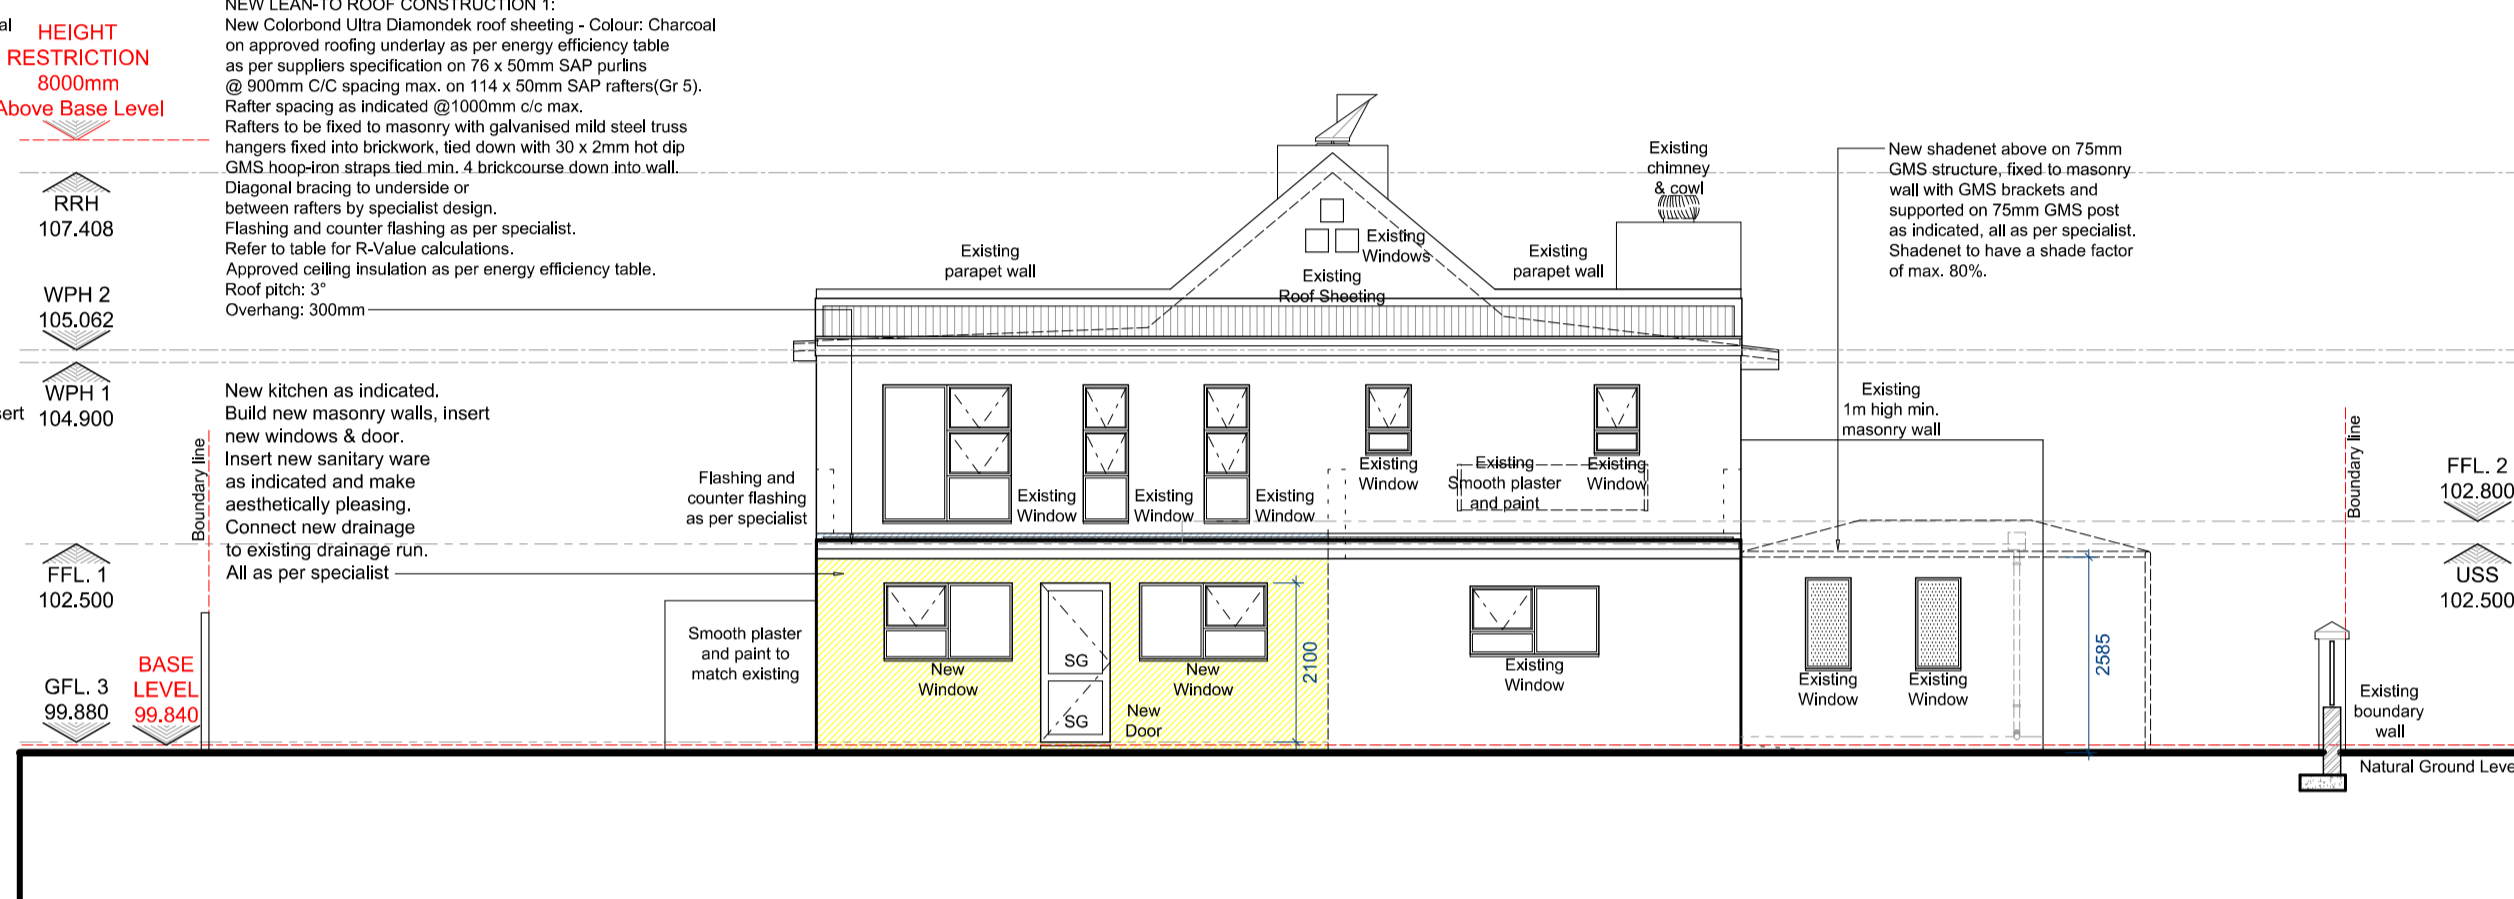 al
HEIGHT
RESTRICTION
8000mm
Above Base Level
RRH
107.408
WPH 2
105.062
WPH 1
104.900
sert
FFL. 1
102.500
GFL. 3
99.880
BASE
LEVEL
99.840
Boundary line
NEW LEAN-TO ROOF CONSTRUCTION 1:
New Colorbond Ultra Diamondek roof sheeting - Colour: Charcoal
on approved roofing underlay as per energy efficiency table
as per suppliers specification on 76 x 50mm SAP purlins
@ 900mm C/C spacing max. on 114 x 50mm SAP rafters(Gr 5).
Rafter spacing as indicated @1000mm c/c max.
Rafters to be fixed to masonry with galvanised mild steel truss
hangers fixed into brickwork, tied down with 30 x 2mm hot dip
GMS hoop-iron straps tied min. 4 brickcourse down into wall.
Diagonal bracing to underside or
between rafters by specialist design.
Flashing and counter flashing as per specialist.
Refer to table for R-Value calculations.
Approved ceiling insulation as per energy efficiency table.
Roof pitch: 3°
Overhang: 300mm
New kitchen as indicated.
Build new masonry walls, insert
new windows & door.
Insert new sanitary ware
as indicated and make
aesthetically pleasing.
Connect new drainage
to existing drainage run.
All as per specialist
Flashing and
counter flashing
as per specialist
Smooth plaster
and paint to
match existing
Existing
parapet wall
Existing
Windows
Existing
Roof Sheeting
Existing
parapet wall
Existing
chimney
& cowl
Existing
Window
Existing
Window
Existing
Window
Existing
Window
Existing
Smooth plaster
and paint
Existing
Window
New
Window
SG
SG
New
Door
New
Window
2100
Existing
Window
New shadenet above on 75mm
GMS structure, fixed to masonry
wall with GMS brackets and
supported on 75mm GMS post
as indicated, all as per specialist.
Shadenet to have a shade factor
of max. 80%.
Existing
1m high min.
masonry wall
Existing
Window
Existing
Window
2585
Boundary line
FFL. 2
102.800
USS
102.500
Existing
boundary
wall
Natural Ground Leve